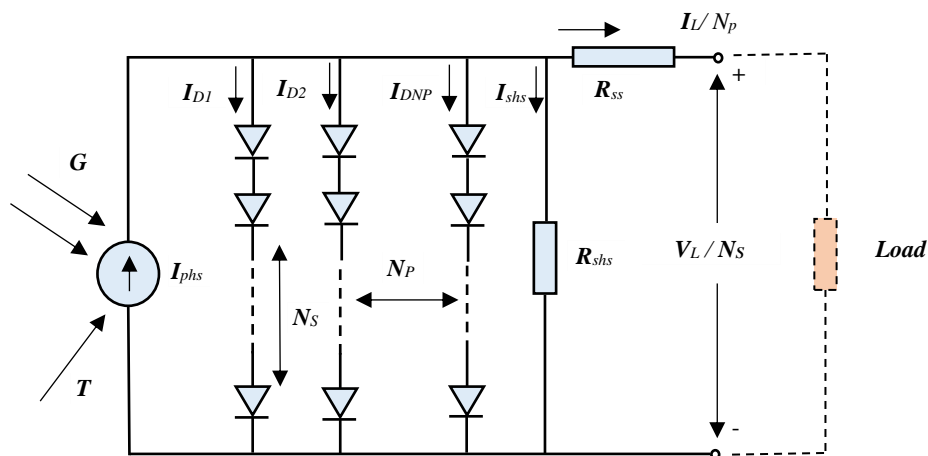 I_L / N_p
I_D1
I_D2
I_DNP
I_shs
R_ss
+
G
I_phs
N_P
N_S
R_shs
V_L / N_S
Load
T
-